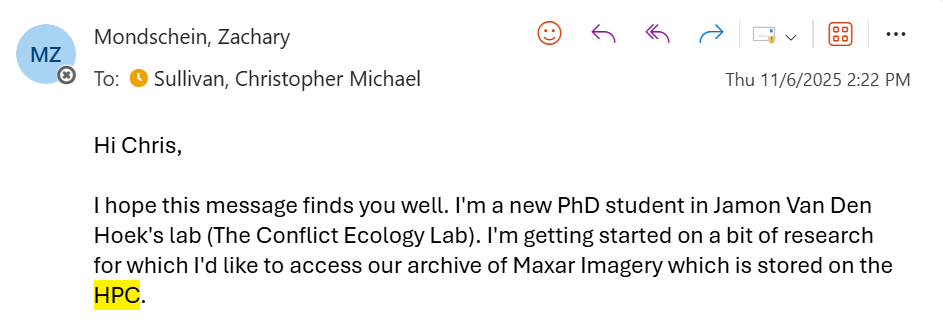 Mondschein, Zachary
MZ
To: Sullivan, Christopher Michael
Thu 11/6/2025 2:22 PM
Hi Chris,
I hope this message finds you well. I'm a new PhD student in Jamon Van Den
Hoek's lab (The Conflict Ecology Lab). I'm getting started on a bit of research
for which I'd like to access our archive of Maxar Imagery which is stored on the
HPC.